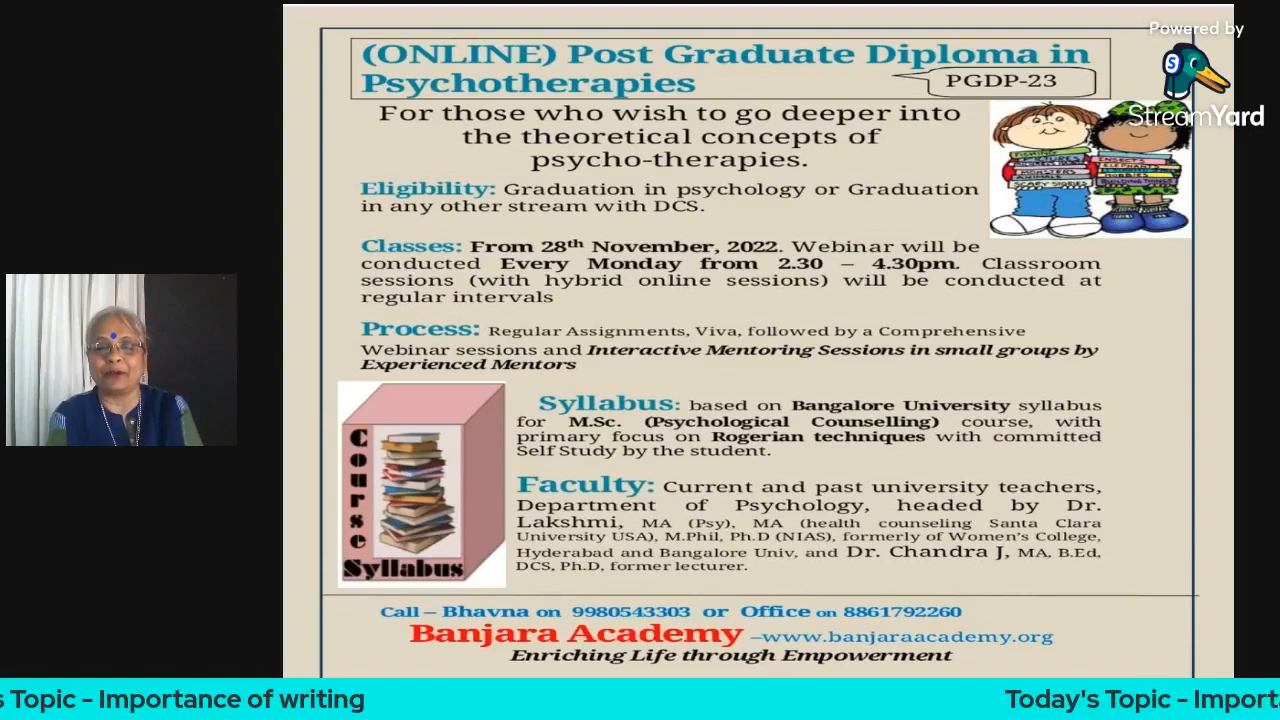 Powered by
StreamYard
(ONLINE) Post Graduate Diploma in
Psychotherapies
PGDP-23
For those who wish to go deeper into
the theoretical concepts of
psycho-therapies.
Eligibility: Graduation in psychology or Graduation
in any other stream with DCS.
Classes: From 28th November, 2022. Webinar will be
conducted Every Monday from 2.30 – 4.30pm. Classroom
sessions (with hybrid online sessions) will be conducted at
regular intervals
Process: Regular Assignments, Viva, followed by a Comprehensive
Webinar sessions and Interactive Mentoring Sessions in small groups by
Experienced Mentors
Course
Syllabus
Syllabus: based on Bangalore University syllabus
for M.Sc. (Psychological Counselling) course, with
primary focus on Rogerian techniques with committed
Self Study by the student.
Faculty: Current and past university teachers,
Department of Psychology, headed by Dr.
Lakshmi, MA (Psy), MA (health counseling Santa Clara
University USA), M.Phil, Ph.D (NIAS), formerly of Women's College,
Hyderabad and Bangalore Univ, and Dr. Chandra J, MA, B.Ed,
DCS, Ph.D, former lecturer.
Call – Bhavna on 9980543303 or Office on 8861792260
Banjara Academy –www.banjaraacademy.org
Enriching Life through Empowerment
s Topic - Importance of writing
Today's Topic - Import